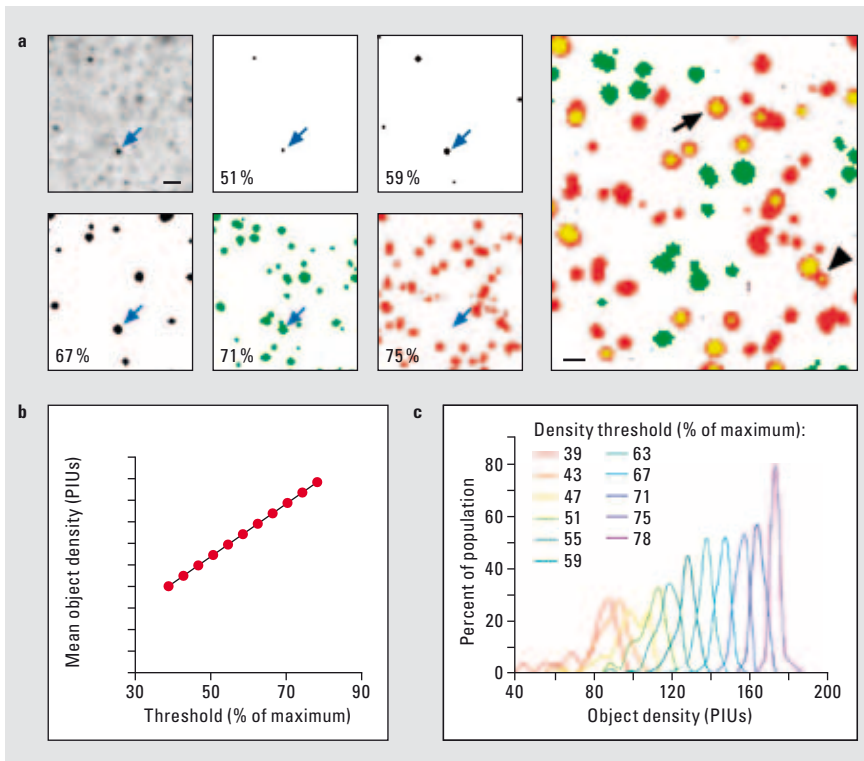 a
51 %
59 %
67 %
71 %
75 %
b
Mean object density (PIUs)
30 50 70 90
Threshold (% of maximum)
c
Density threshold (% of maximum):
39 63
43 67
47 71
51 75
55 78
59
Percent of population
80
60
40
20
0
40 80 120 160 200
Object density (PIUs)